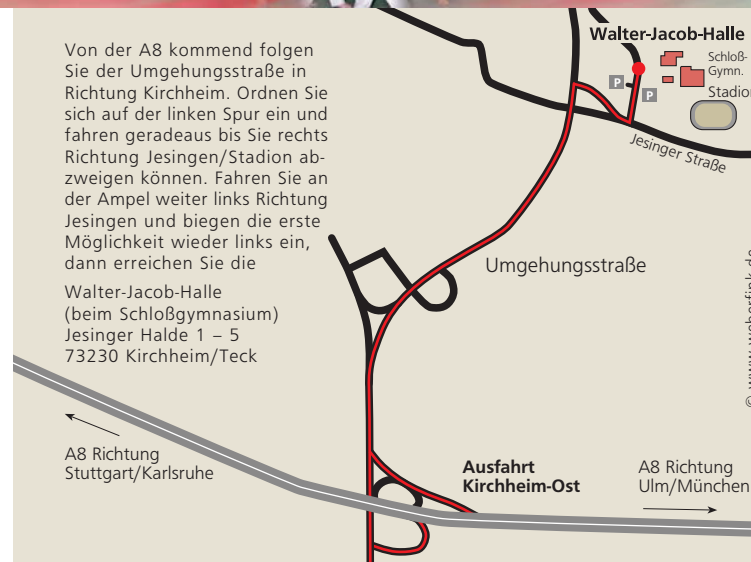 Von der A8 kommend folgen
Sie der Umgehungsstraße in
Richtung Kirchheim. Ordnen Sie
sich auf der linken Spur ein und
fahren geradeaus bis Sie rechts
Richtung Jesingen/Stadion ab-
zweigen können. Fahren Sie an
der Ampel weiter links Richtung
Jesingen und biegen die erste
Möglichkeit wieder links ein,
dann erreichen Sie die
Walter-Jacob-Halle
(beim Schloßgymnasium)
Jesinger Halde 1 – 5
73230 Kirchheim/Teck
Walter-Jacob-Halle
Schloß-
Gymn.
P
P
Stadion
Jesinger Straße
Umgehungsstraße
© www.weberfink.de
A8 Richtung
Stuttgart/Karlsruhe
Ausfahrt
Kirchheim-Ost
A8 Richtung
Ulm/München